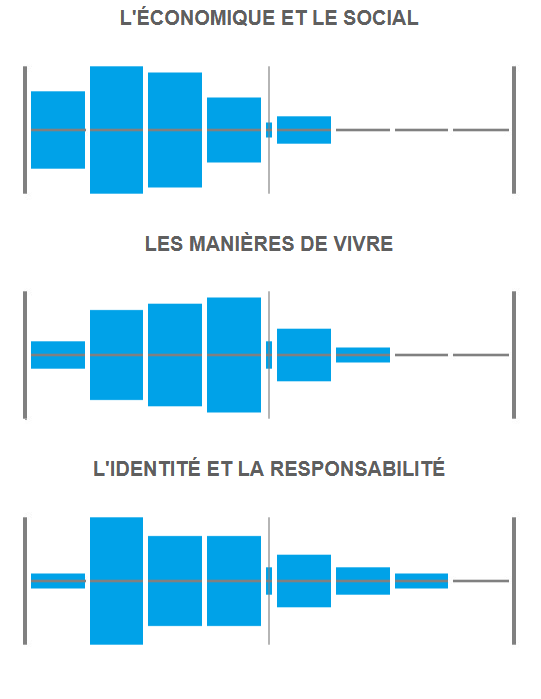 L'ÉCONOMIQUE ET LE SOCIAL
LES MANIÈRES DE VIVRE
L'IDENTITÉ ET LA RESPONSABILITÉ